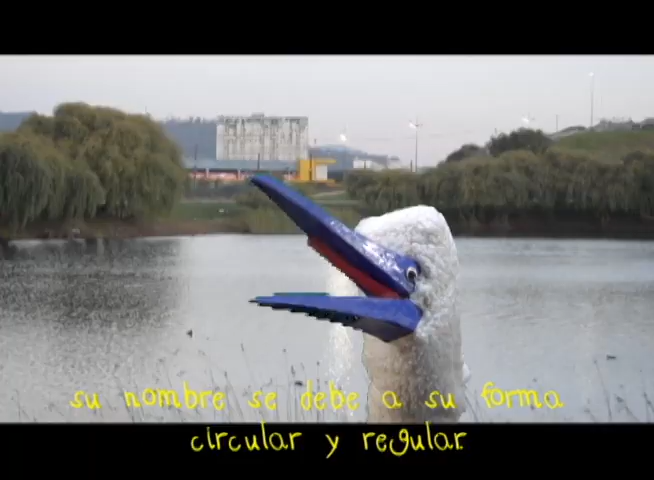 su nombre se debe a su forma
circular y regular.